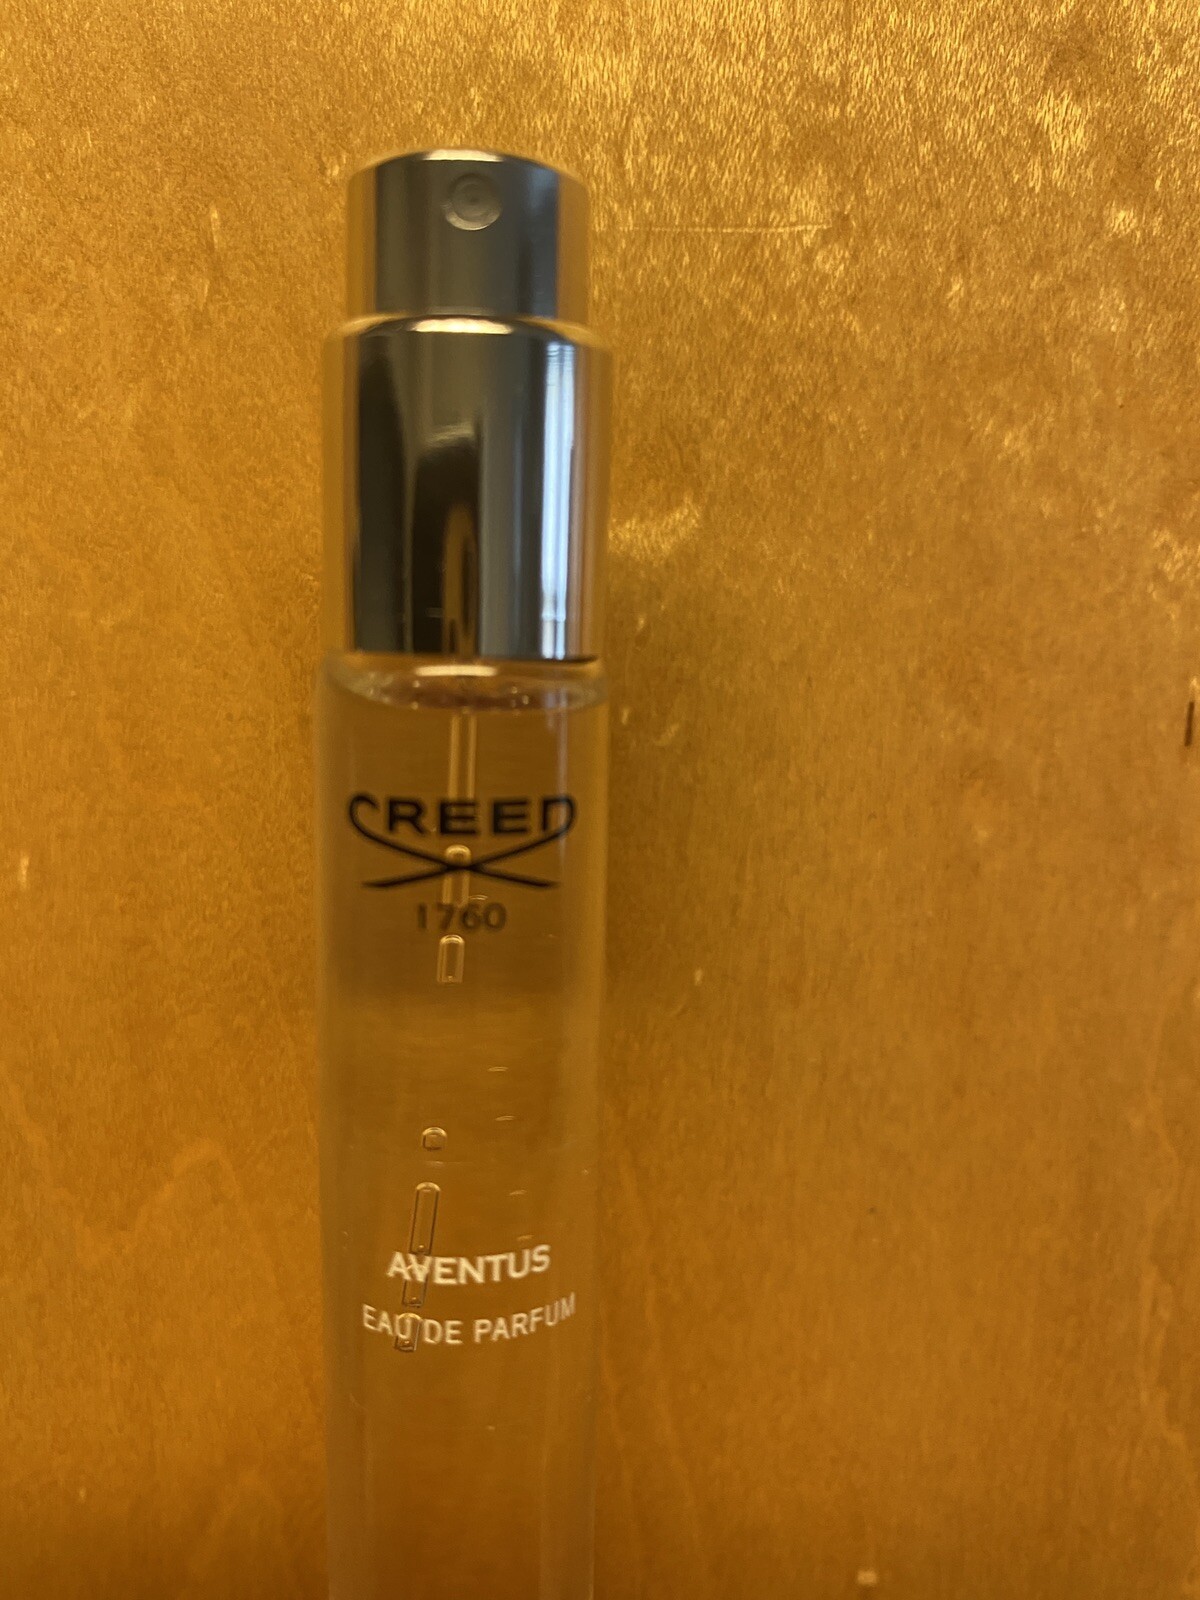 CREED
1760
AVENTUS
EAU DE PARFUM